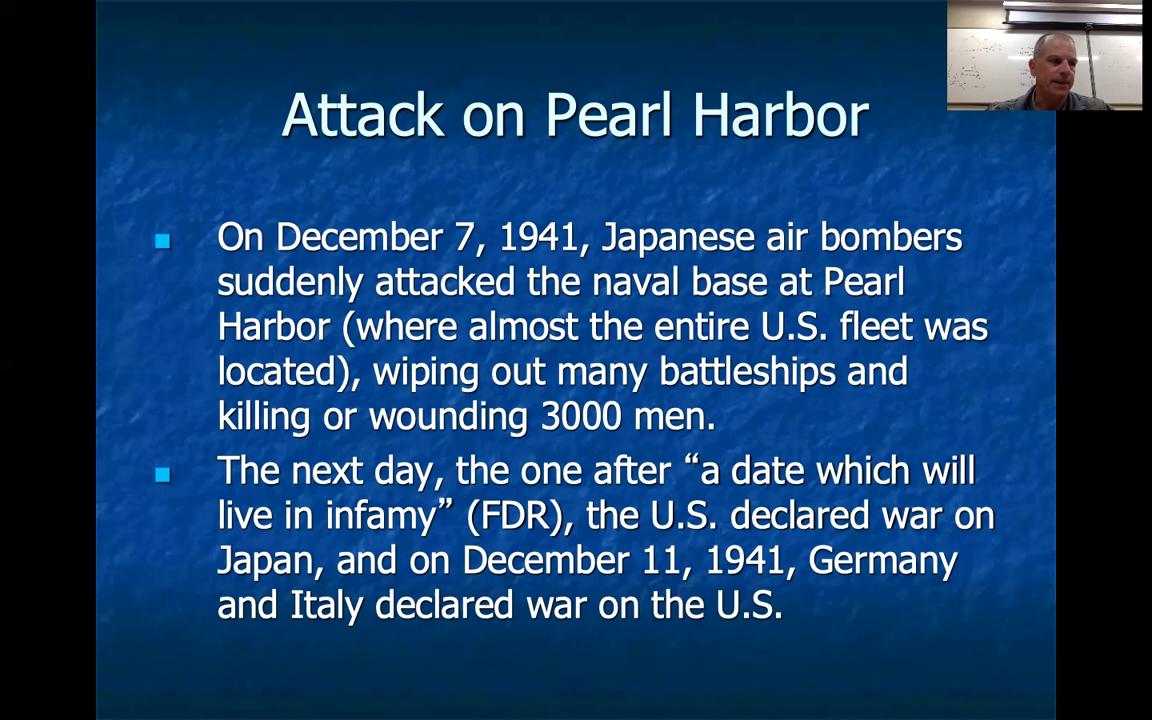 Attack on Pearl Harbor
On December 7, 1941, Japanese air bombers
suddenly attacked the naval base at Pearl
Harbor (where almost the entire U.S. fleet was
located), wiping out many battleships and
killing or wounding 3000 men.
The next day, the one after “a date which will
live in infamy” (FDR), the U.S. declared war on
Japan, and on December 11, 1941, Germany
and Italy declared war on the U.S.